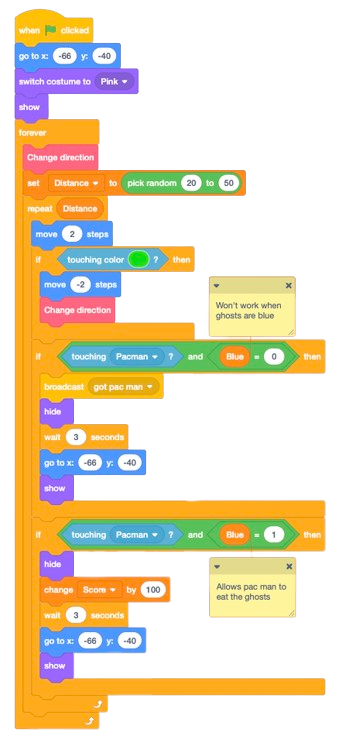 when clicked
go to x: -66 y: -40
switch costume to Pink
show
forever
Change direction
set Distance to pick random 20 to 50
repeat Distance
move 2 steps
if touching color ? then
move -2 steps
Change direction
Won't work when
ghosts are blue
if touching Pacman ? and Blue = 0 then
broadcast got pac man
hide
wait 3 seconds
go to x: -66 y: -40
show
if touching Pacman ? and Blue = 1 then
hide
change Score by 100
Allows pac man to
eat the ghosts
wait 3 seconds
go to x: -66 y: -40
show